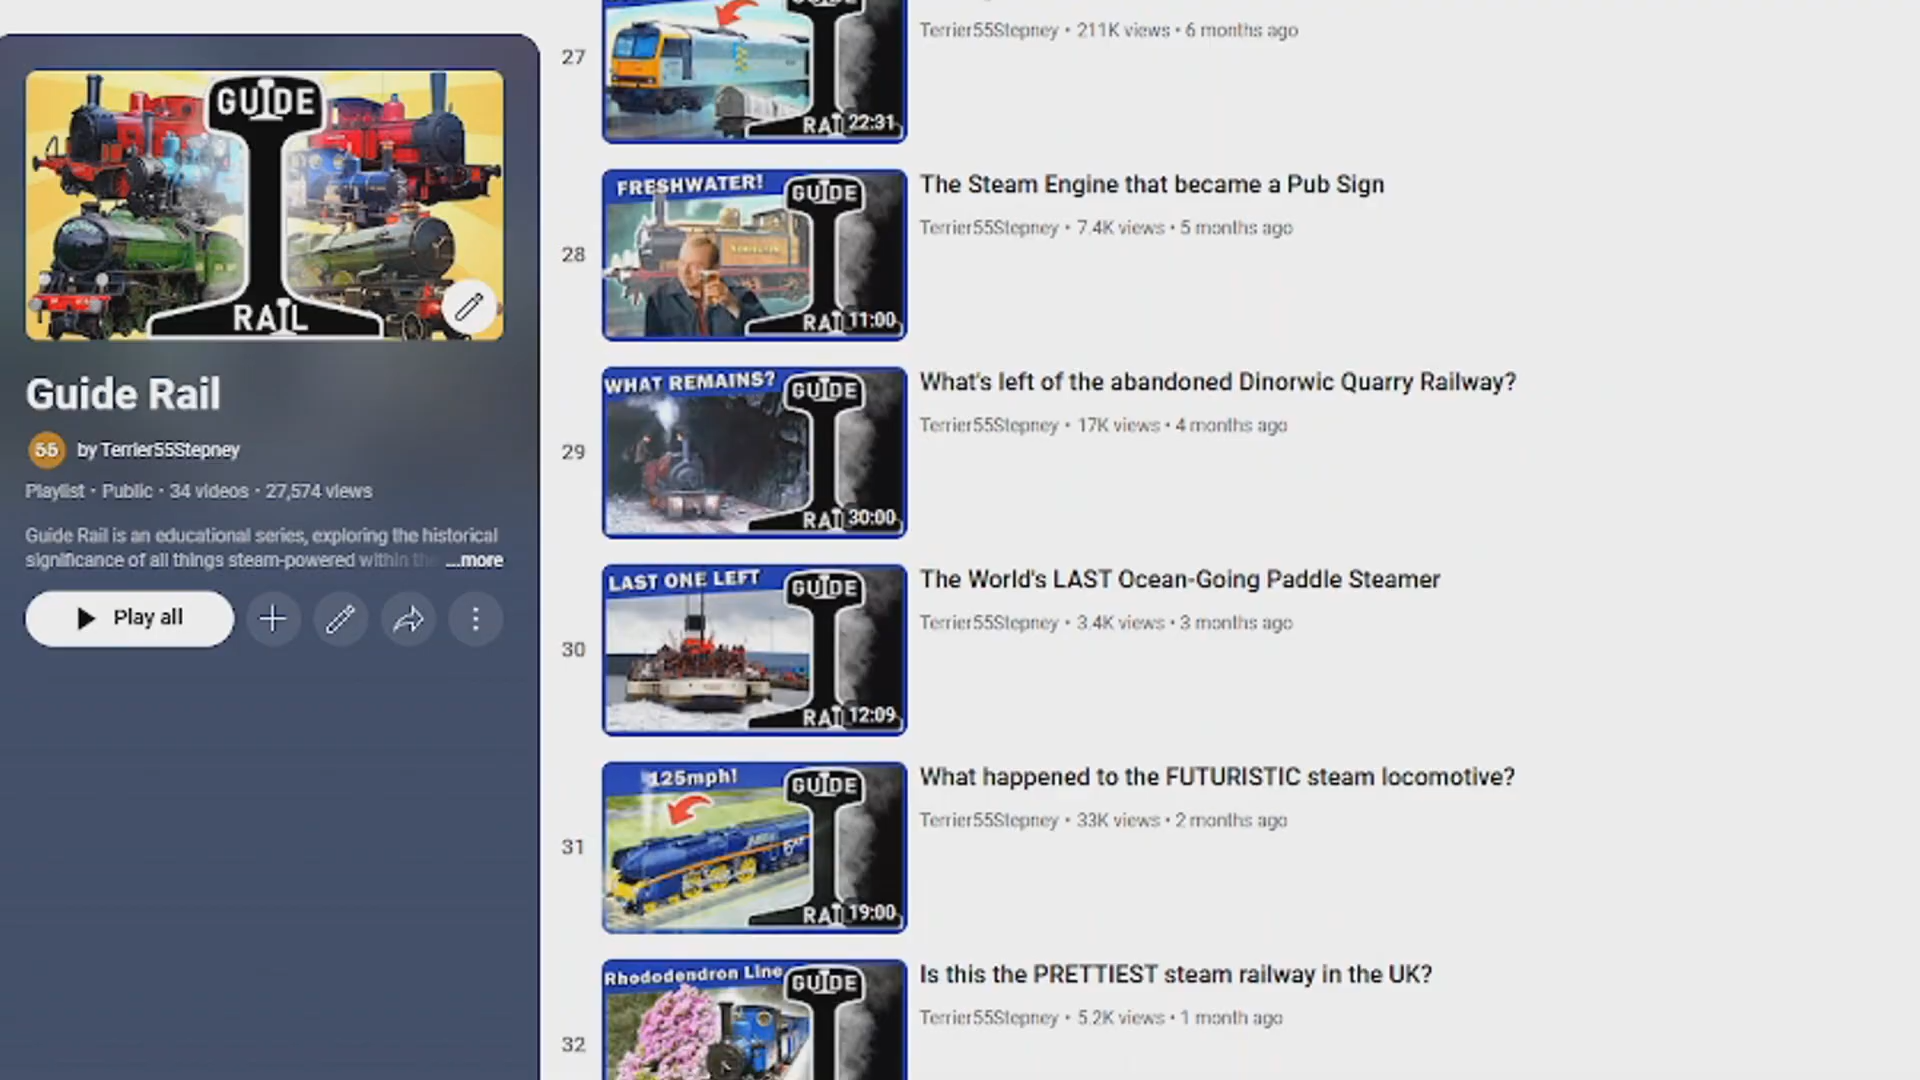 GUIDE
RAIL
Guide Rail
55
by Terrier55Stepney
Playlist • Public • 34 videos • 27,574 views
Guide Rail is an educational series, exploring the historical
significance of all things steam-powered within the ...more
Play all
27
GUIDE
RAI
22:31
Terrier55Stepney • 211K views • 6 months ago
28
FRESHWATER!
GUIDE
RAI
11:00
The Steam Engine that became a Pub Sign
Terrier55Stepney • 7.4K views • 5 months ago
29
WHAT REMAINS?
GUIDE
RAI
30:00
What's left of the abandoned Dinorwic Quarry Railway?
Terrier55Stepney • 17K views • 4 months ago
30
LAST ONE LEFT
GUIDE
RAI
12:09
The World's LAST Ocean-Going Paddle Steamer
Terrier55Stepney • 3.4K views • 3 months ago
31
125mph!
GUIDE
RAI
19:00
What happened to the FUTURISTIC steam locomotive?
Terrier55Stepney • 33K views • 2 months ago
32
Rhododendron Line
GUIDE
Is this the PRETTIEST steam railway in the UK?
Terrier55Stepney • 5.2K views • 1 month ago